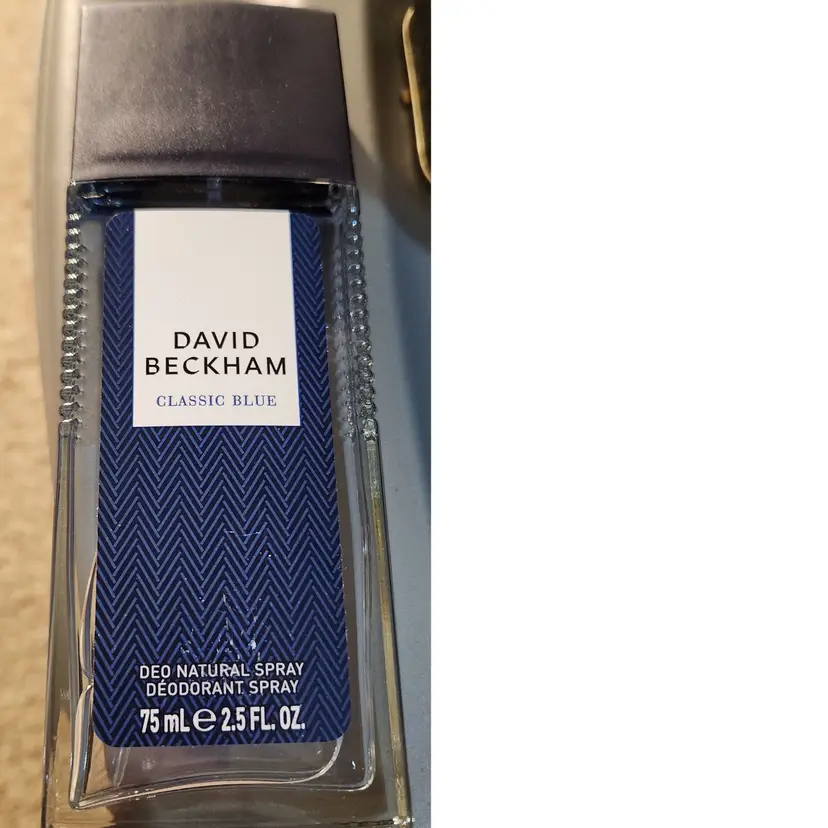 DAVID
BECKHAM
CLASSIC BLUE
DEO NATURAL SPRAY
DÉODORANT SPRAY
75 mL ℮ 2.5 FL. OZ.